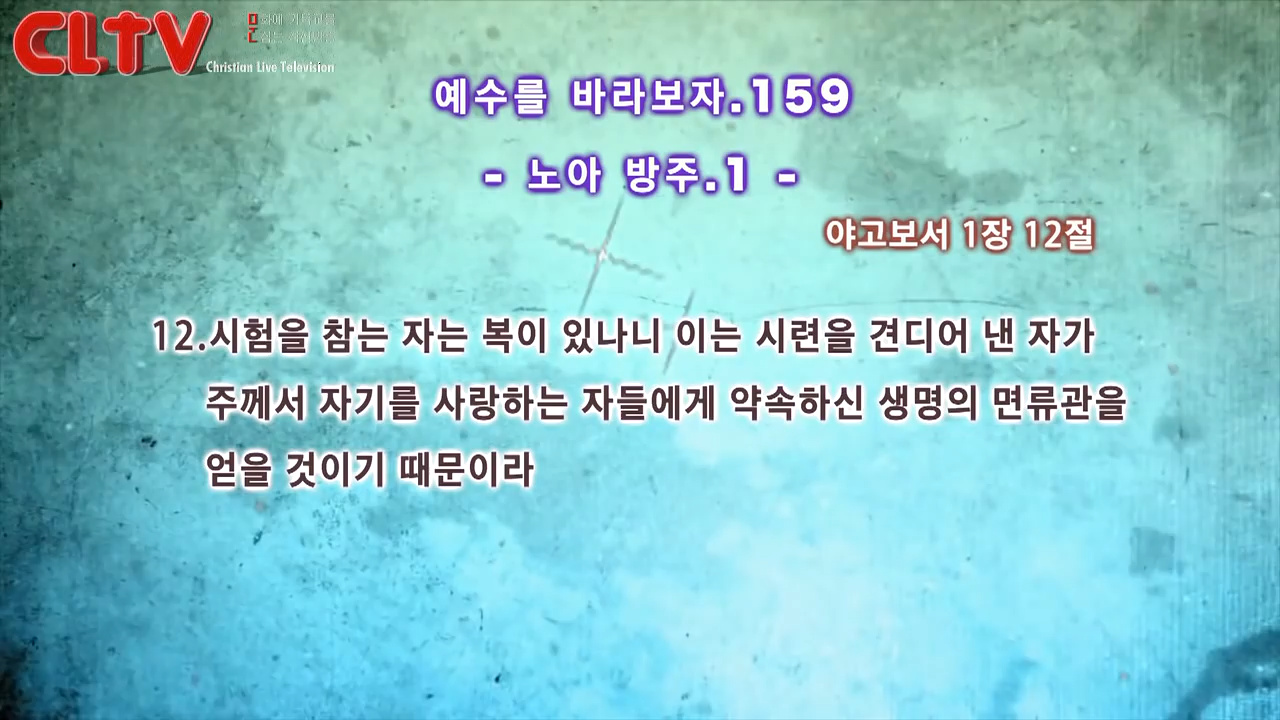 CLTV
Christian Live Television
예수를 바라보자.159
- 노아 방주.1 -
야고보서 1장 12절
12.시험을 참는 자는 복이 있나니 이는 시련을 견디어 낸 자가
주께서 자기를 사랑하는 자들에게 약속하신 생명의 면류관을
얻을 것이기 때문이라